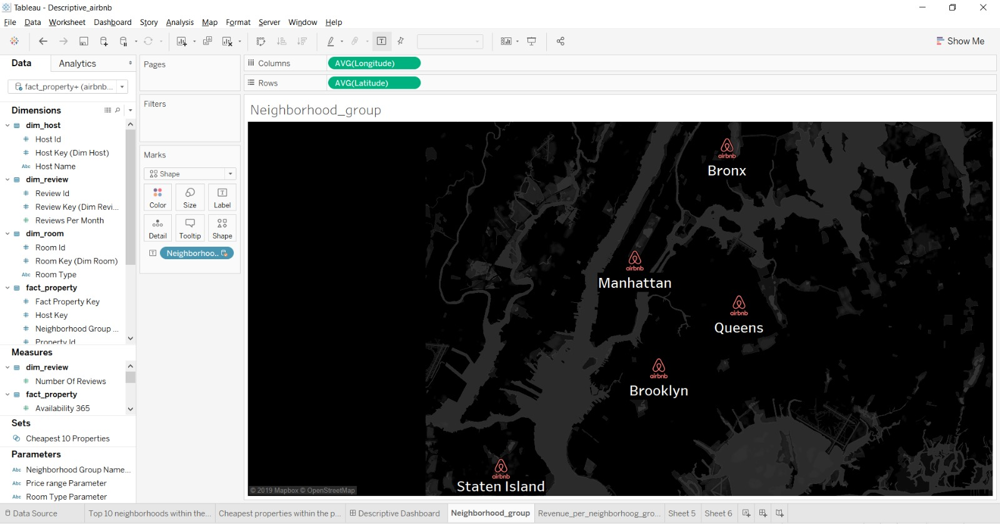 Tableau - Descriptive_airbnb
File Data Worksheet Dashboard Story Analysis Map Format Server Window Help
Show Me
Data Analytics
fact_property+ (airbnb...
Dimensions
dim_host
Host Id
Host Key (Dim Host)
Abc Host Name
dim_review
Review Id
Review Key (Dim Revi...
Reviews Per Month
dim_room
Room Id
Room Key (Dim Room)
Abc Room Type
fact_property
Fact Property Key
Host Key
Neighborhood Group ...
Property Id
Measures
dim_review
Number Of Reviews
fact_property
Availability 365
Sets
Cheapest 10 Properties
Parameters
Abc Neighborhood Group Name...
Abc Price range Parameter
Abc Room Type Parameter
Pages
Filters
Marks
Shape
Color Size Label
Detail Tooltip Shape
Neighborhoo..
Columns AVG(Longitude)
Rows AVG(Latitude)
Neighborhood_group
airbnb
Bronx
airbnb
Manhattan
airbnb
Queens
airbnb
Brooklyn
airbnb
Staten Island
© 2019 Mapbox © OpenStreetMap
Data Source Top 10 neighborhoods within the... Cheapest properties within the p... Descriptive Dashboard Neighborhood_group Revenue_per_neighborhoog_gro... Sheet 5 Sheet 6